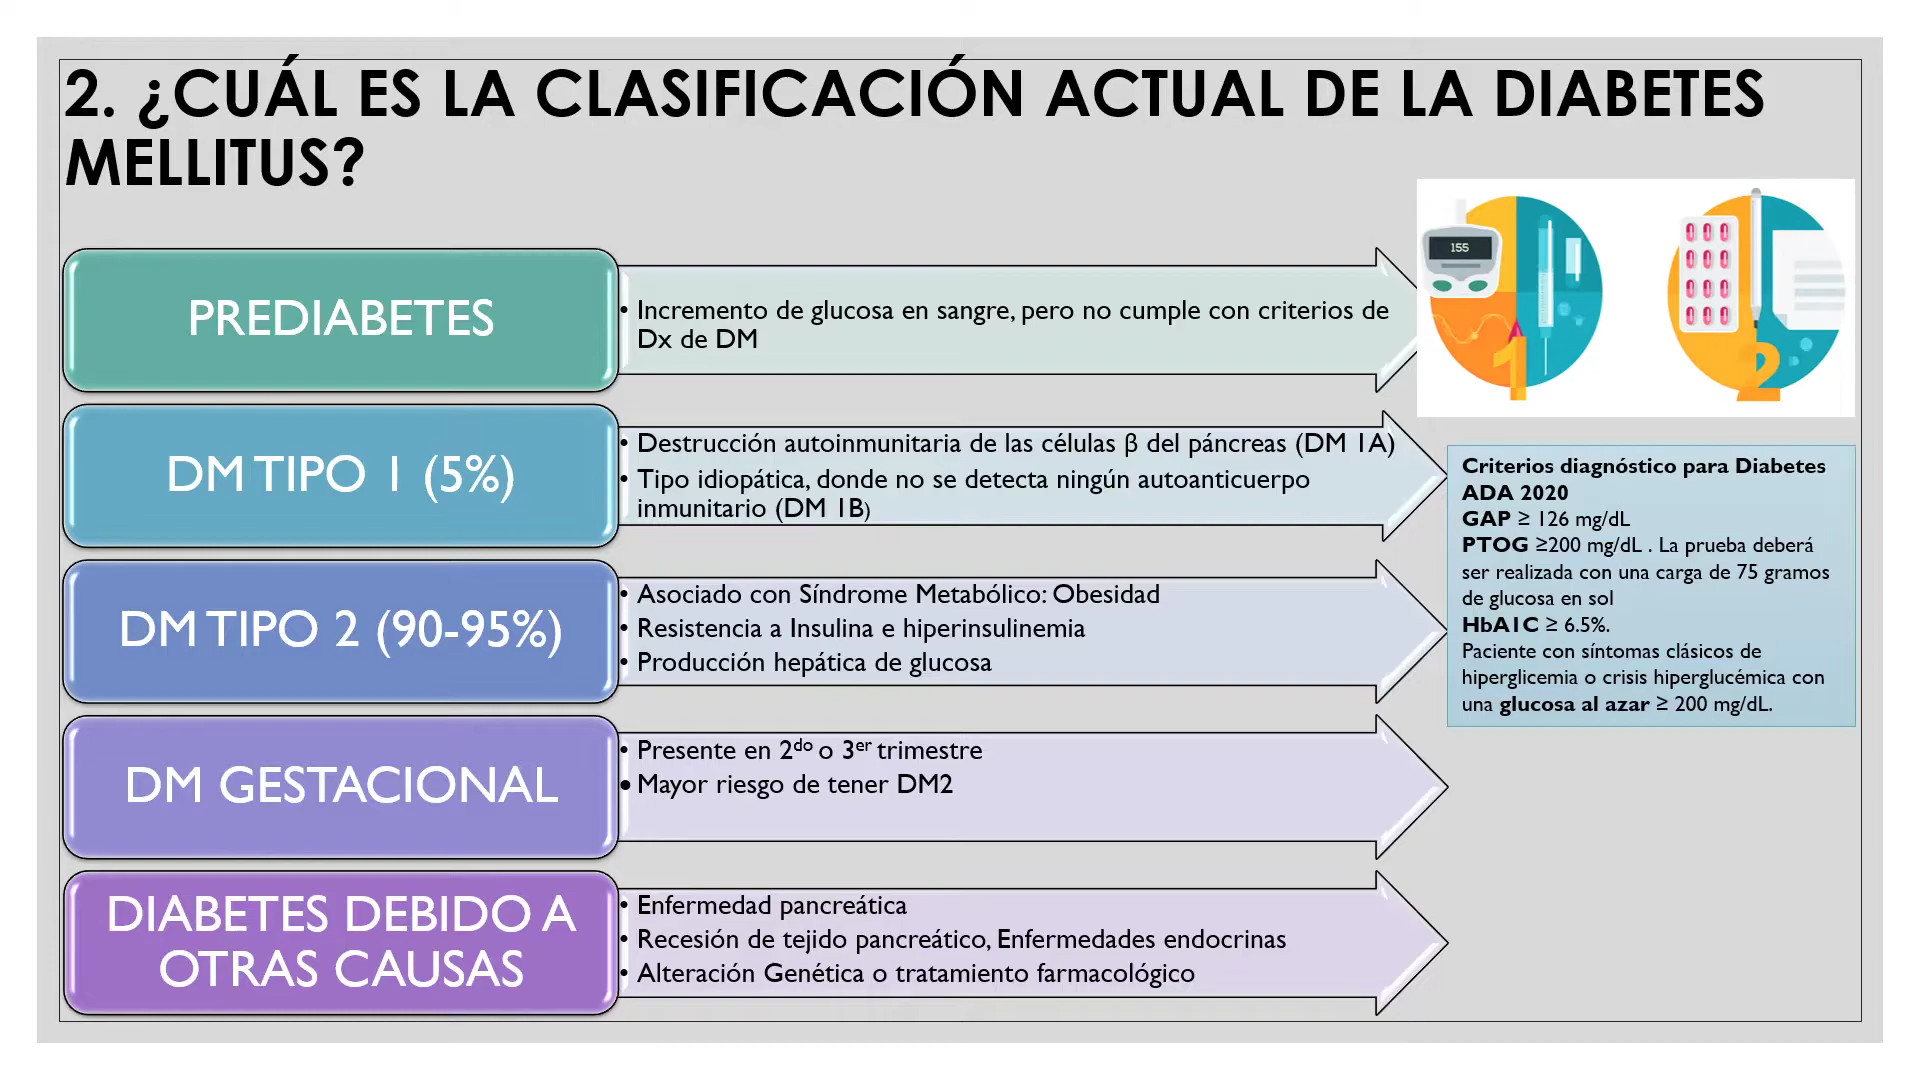 2. ¿CUÁL ES LA CLASIFICACIÓN ACTUAL DE LA DIABETES
MELLITUS?
PREDIABETES
• Incremento de glucosa en sangre, pero no cumple con criterios de
Dx de DM
DM TIPO 1 (5%)
• Destrucción autoinmunitaria de las células β del páncreas (DM 1A)
• Tipo idiopática, donde no se detecta ningún autoanticuerpo
inmunitario (DM 1B)
DM TIPO 2 (90-95%)
• Asociado con Síndrome Metabólico: Obesidad
• Resistencia a Insulina e hiperinsulinemia
• Producción hepática de glucosa
DM GESTACIONAL
• Presente en 2do o 3er trimestre
• Mayor riesgo de tener DM2
DIABETES DEBIDO A
OTRAS CAUSAS
• Enfermedad pancreática
• Recesión de tejido pancreático, Enfermedades endocrinas
• Alteración Genética o tratamiento farmacológico
155
1
2
Criterios diagnóstico para Diabetes
ADA 2020
GAP ≥ 126 mg/dL
PTOG ≥200 mg/dL . La prueba deberá
ser realizada con una carga de 75 gramos
de glucosa en sol
HbA1C ≥ 6.5%.
Paciente con síntomas clásicos de
hiperglicemia o crisis hiperglucémica con
una glucosa al azar ≥ 200 mg/dL.